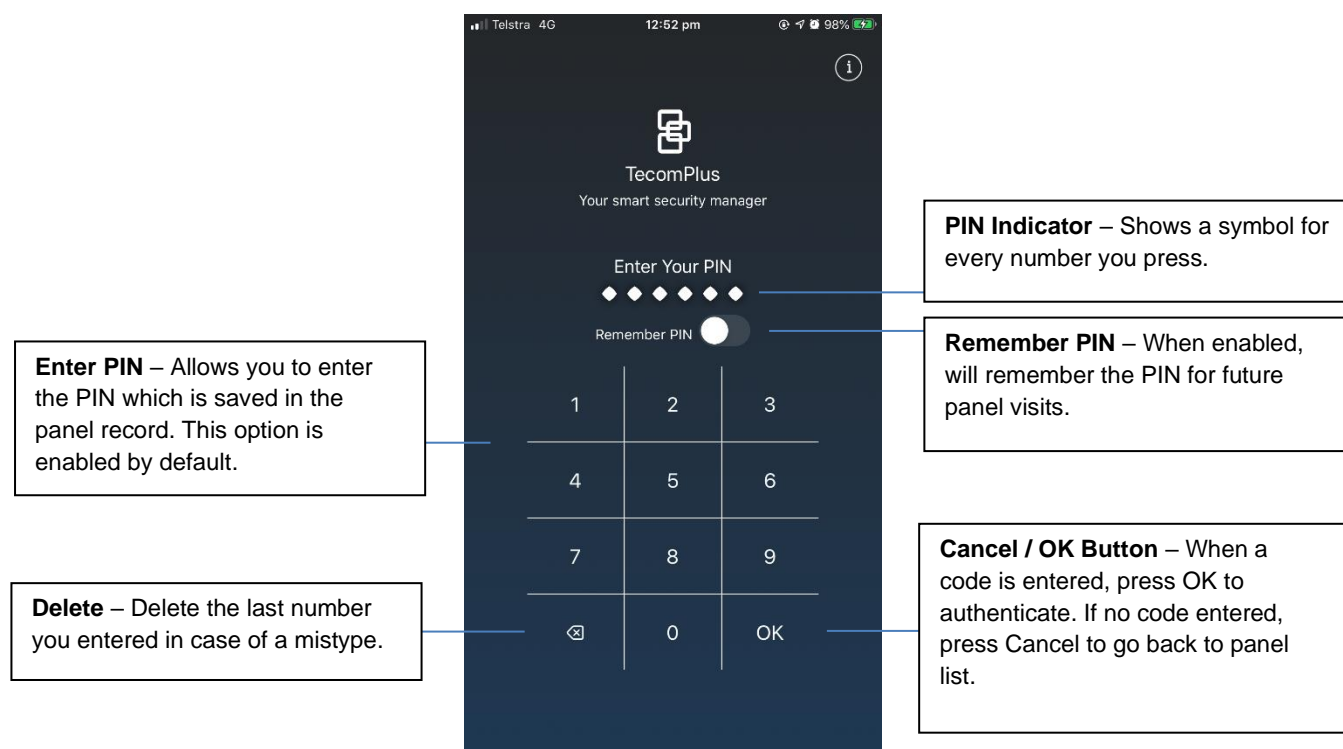 Telstra 4G 12:52 pm 98%
i
TecomPlus
Your smart security manager
Enter Your PIN
Remember PIN
1 2 3
4 5 6
7 8 9
0 OK
PIN Indicator – Shows a symbol for
every number you press.
Remember PIN – When enabled,
will remember the PIN for future
panel visits.
Enter PIN – Allows you to enter
the PIN which is saved in the
panel record. This option is
enabled by default.
Cancel / OK Button – When a
code is entered, press OK to
authenticate. If no code entered,
press Cancel to go back to panel
list.
Delete – Delete the last number
you entered in case of a mistype.